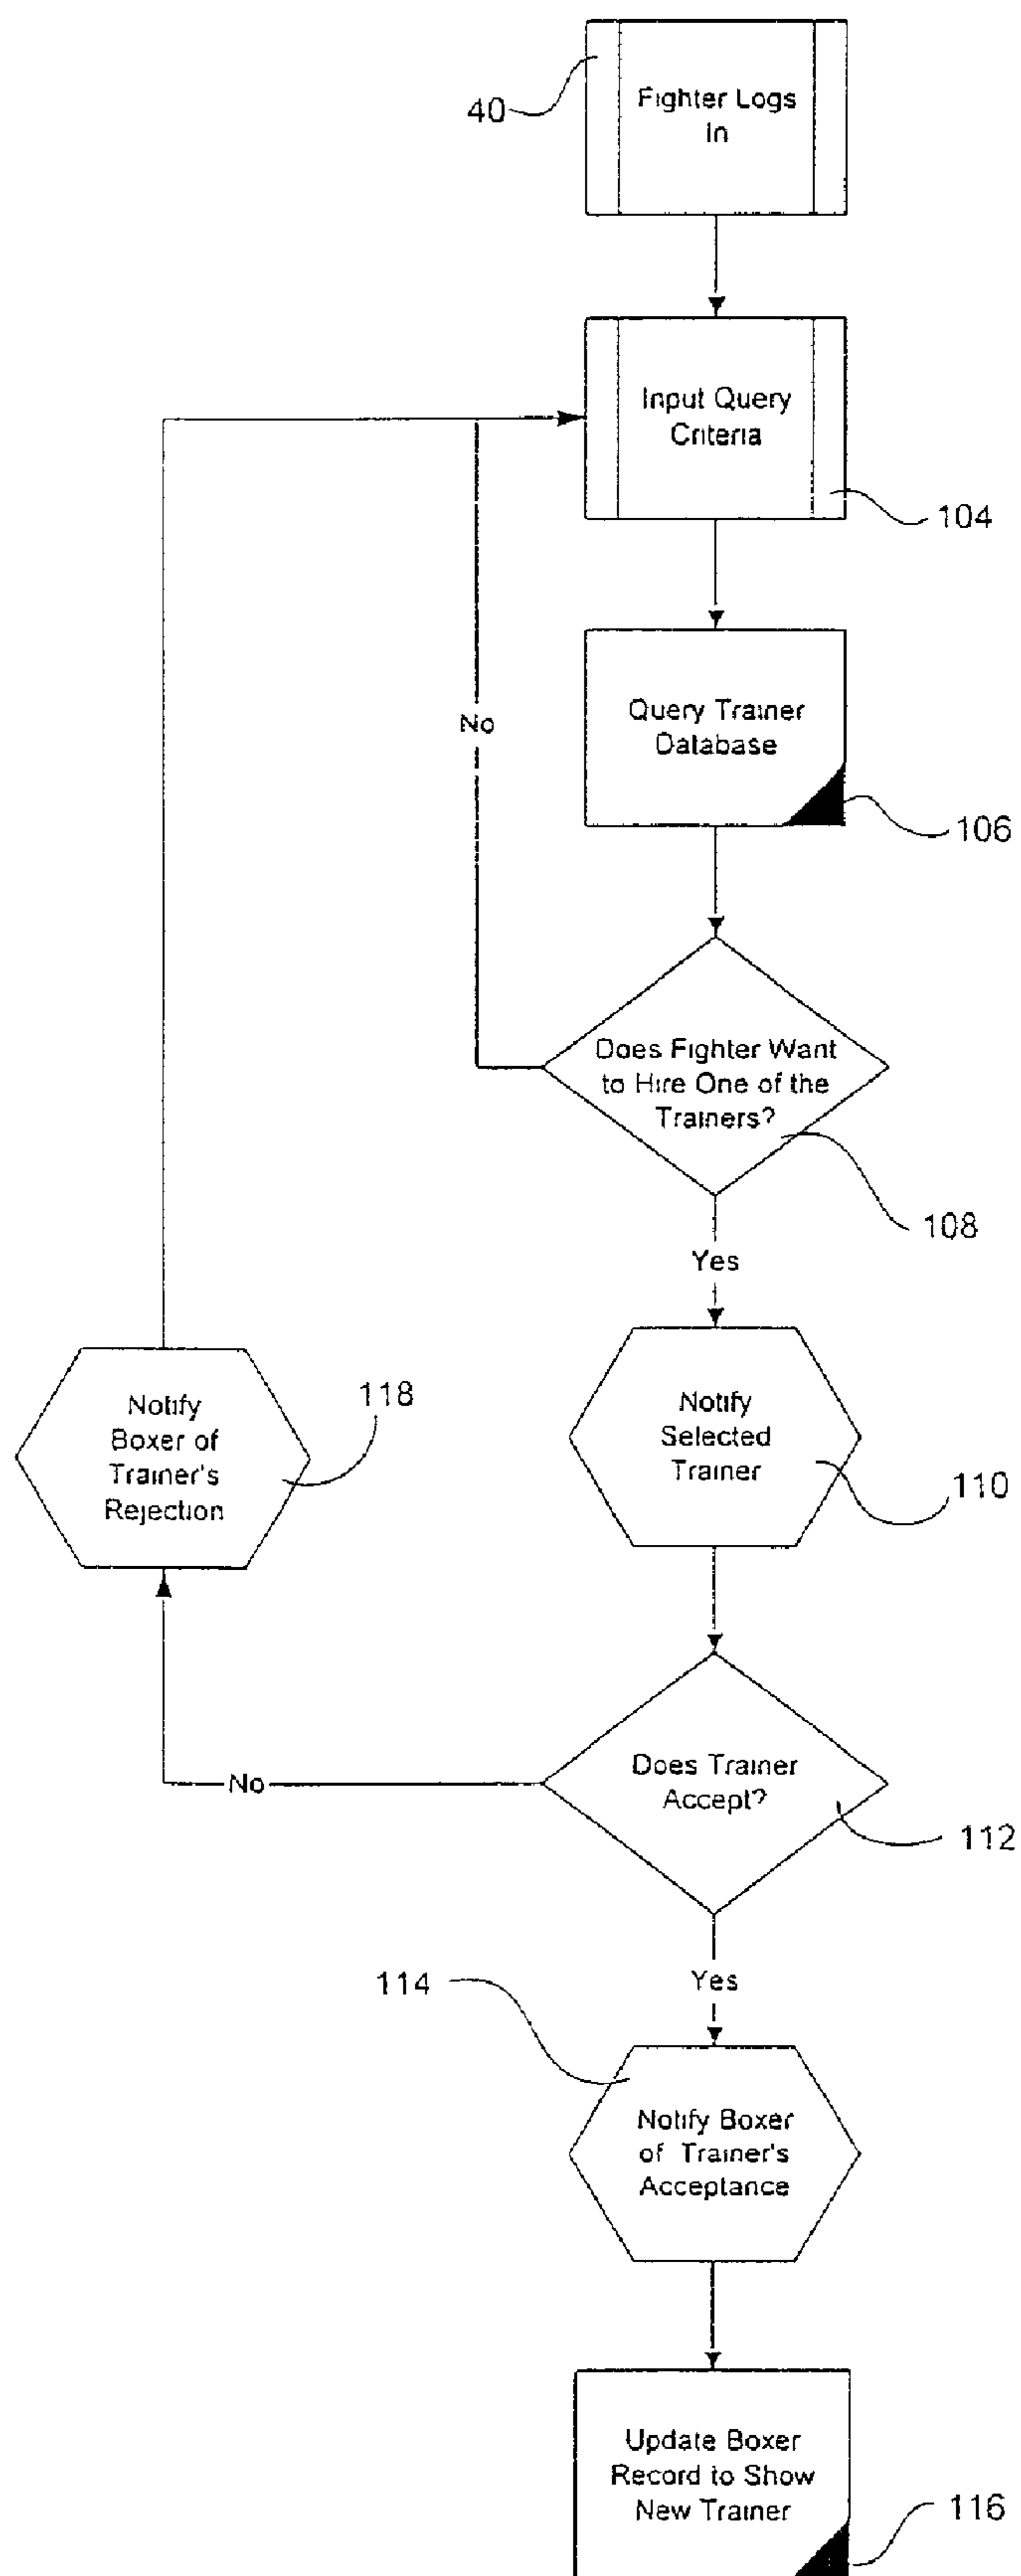 40
Fighter Logs
In
Input Query
Criteria
104
Query Trainer
Database
106
No
Does Fighter Want
to Hire One of the
Trainers?
108
Yes
Notify
Selected
Trainer
110
Notify
Boxer of
Trainer's
Rejection
118
Does Trainer
Accept?
112
No
Yes
114
Notify Boxer
of Trainer's
Acceptance
Update Boxer
Record to Show
New Trainer
116